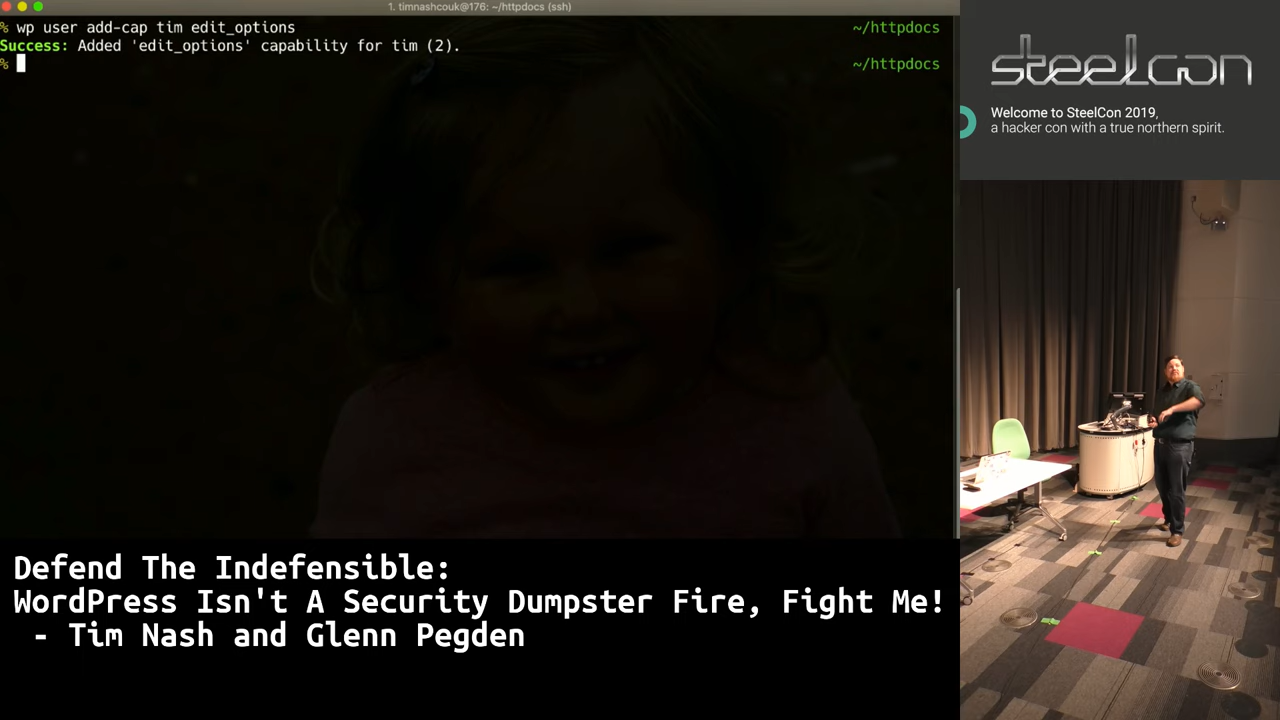 1. timnashcouk@176: ~/httpdocs (ssh)
% wp user add-cap tim edit_options ~/httpdocs
Success: Added 'edit_options' capability for tim (2).
% ~/httpdocs
steelcon
Welcome to SteelCon 2019,
a hacker con with a true northern spirit.
Defend The Indefensible:
WordPress Isn't A Security Dumpster Fire, Fight Me!
- Tim Nash and Glenn Pegden